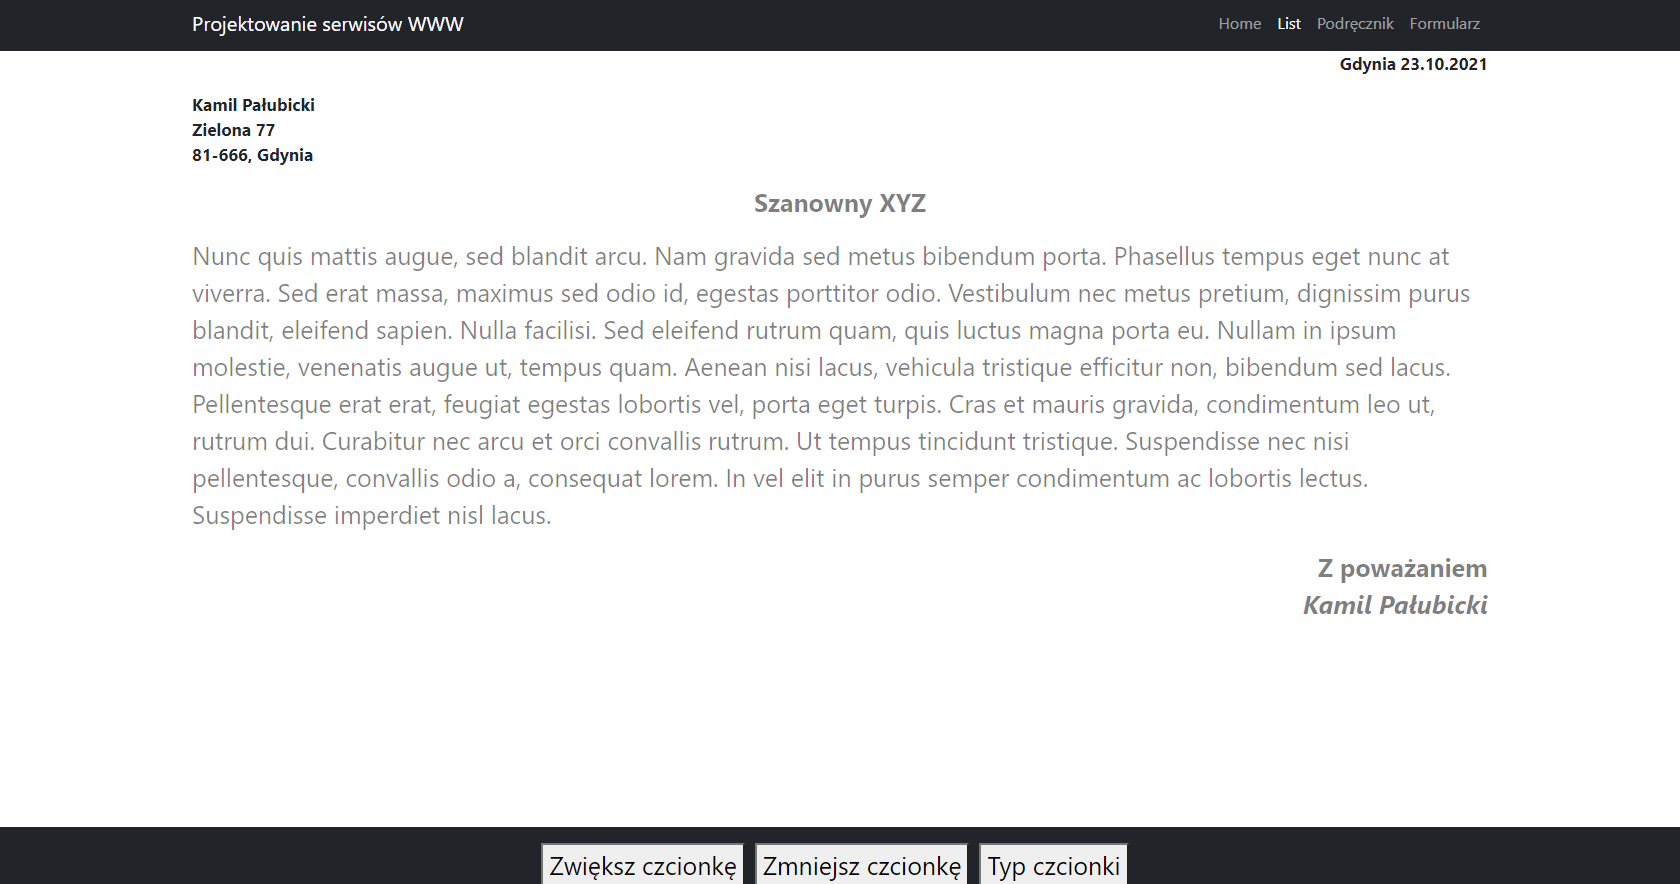 Projektowanie serwisów WWW
Home List Podręcznik Formularz
Gdynia 23.10.2021
Kamil Pałubicki
Zielona 77
81-666, Gdynia
Szanowny XYZ
Nunc quis mattis augue, sed blandit arcu. Nam gravida sed metus bibendum porta. Phasellus tempus eget nunc at
viverra. Sed erat massa, maximus sed odio id, egestas porttitor odio. Vestibulum nec metus pretium, dignissim purus
blandit, eleifend sapien. Nulla facilisi. Sed eleifend rutrum quam, quis luctus magna porta eu. Nullam in ipsum
molestie, venenatis augue ut, tempus quam. Aenean nisi lacus, vehicula tristique efficitur non, bibendum sed lacus.
Pellentesque erat erat, feugiat egestas lobortis vel, porta eget turpis. Cras et mauris gravida, condimentum leo ut,
rutrum dui. Curabitur nec arcu et orci convallis rutrum. Ut tempus tincidunt tristique. Suspendisse nec nisi
pellentesque, convallis odio a, consequat lorem. In vel elit in purus semper condimentum ac lobortis lectus.
Suspendisse imperdiet nisl lacus.
Z poważaniem
Kamil Pałubicki
Zwiększ czcionkę Zmniejsz czcionkę Typ czcionki